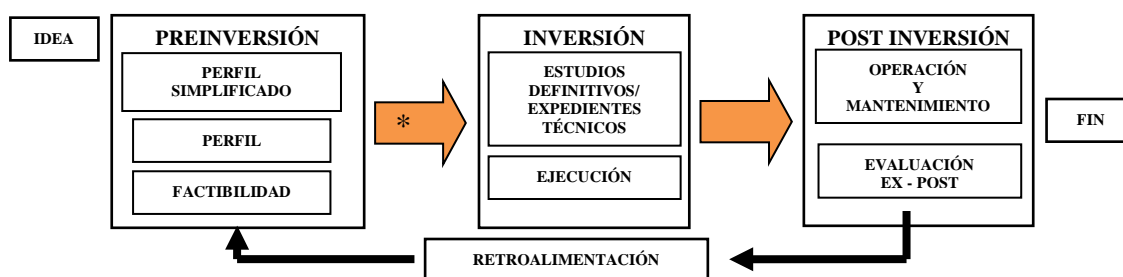 IDEA
PREINVERSIÓN
PERFIL
SIMPLIFICADO
PERFIL
FACTIBILIDAD
*
INVERSIÓN
ESTUDIOS
DEFINITIVOS/
EXPEDIENTES
TÉCNICOS
EJECUCIÓN
POST INVERSIÓN
OPERACIÓN
Y
MANTENIMIENTO
EVALUACIÓN
EX - POST
FIN
RETROALIMENTACIÓN